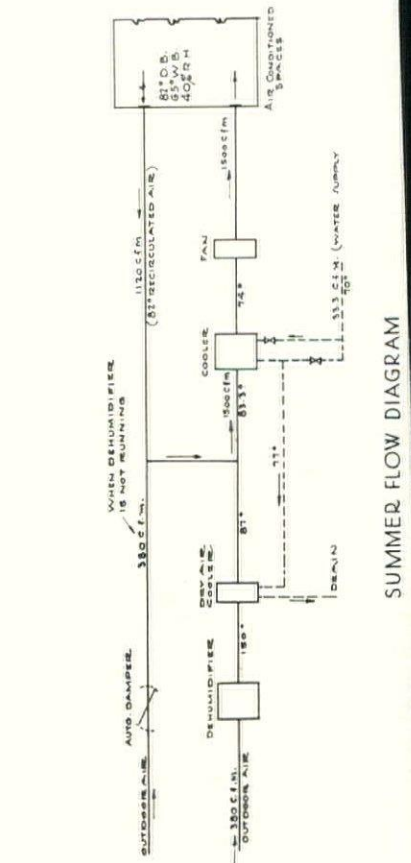 OUTDOOR AIR
AUTO. DAMPER
380 C.f.m.
WHEN DEHUMIDIFIER
IS NOT RUNNING
1120 Cfm
(82° RECIRCULATED AIR)
82° D.B.
65° W.B.
40% RH
AIR CONDITIONED
SPACES
380 C.f.m.
OUTDOOR AIR
DEHUMIDIFIER
150°
DRY AIR
COOLER
87°
1500 Cfm
83.3°
COOLER
74°
FAN
1500 Cfm
DRAIN
77°
(WATER SUPPLY
70°
SUMMER FLOW DIAGRAM